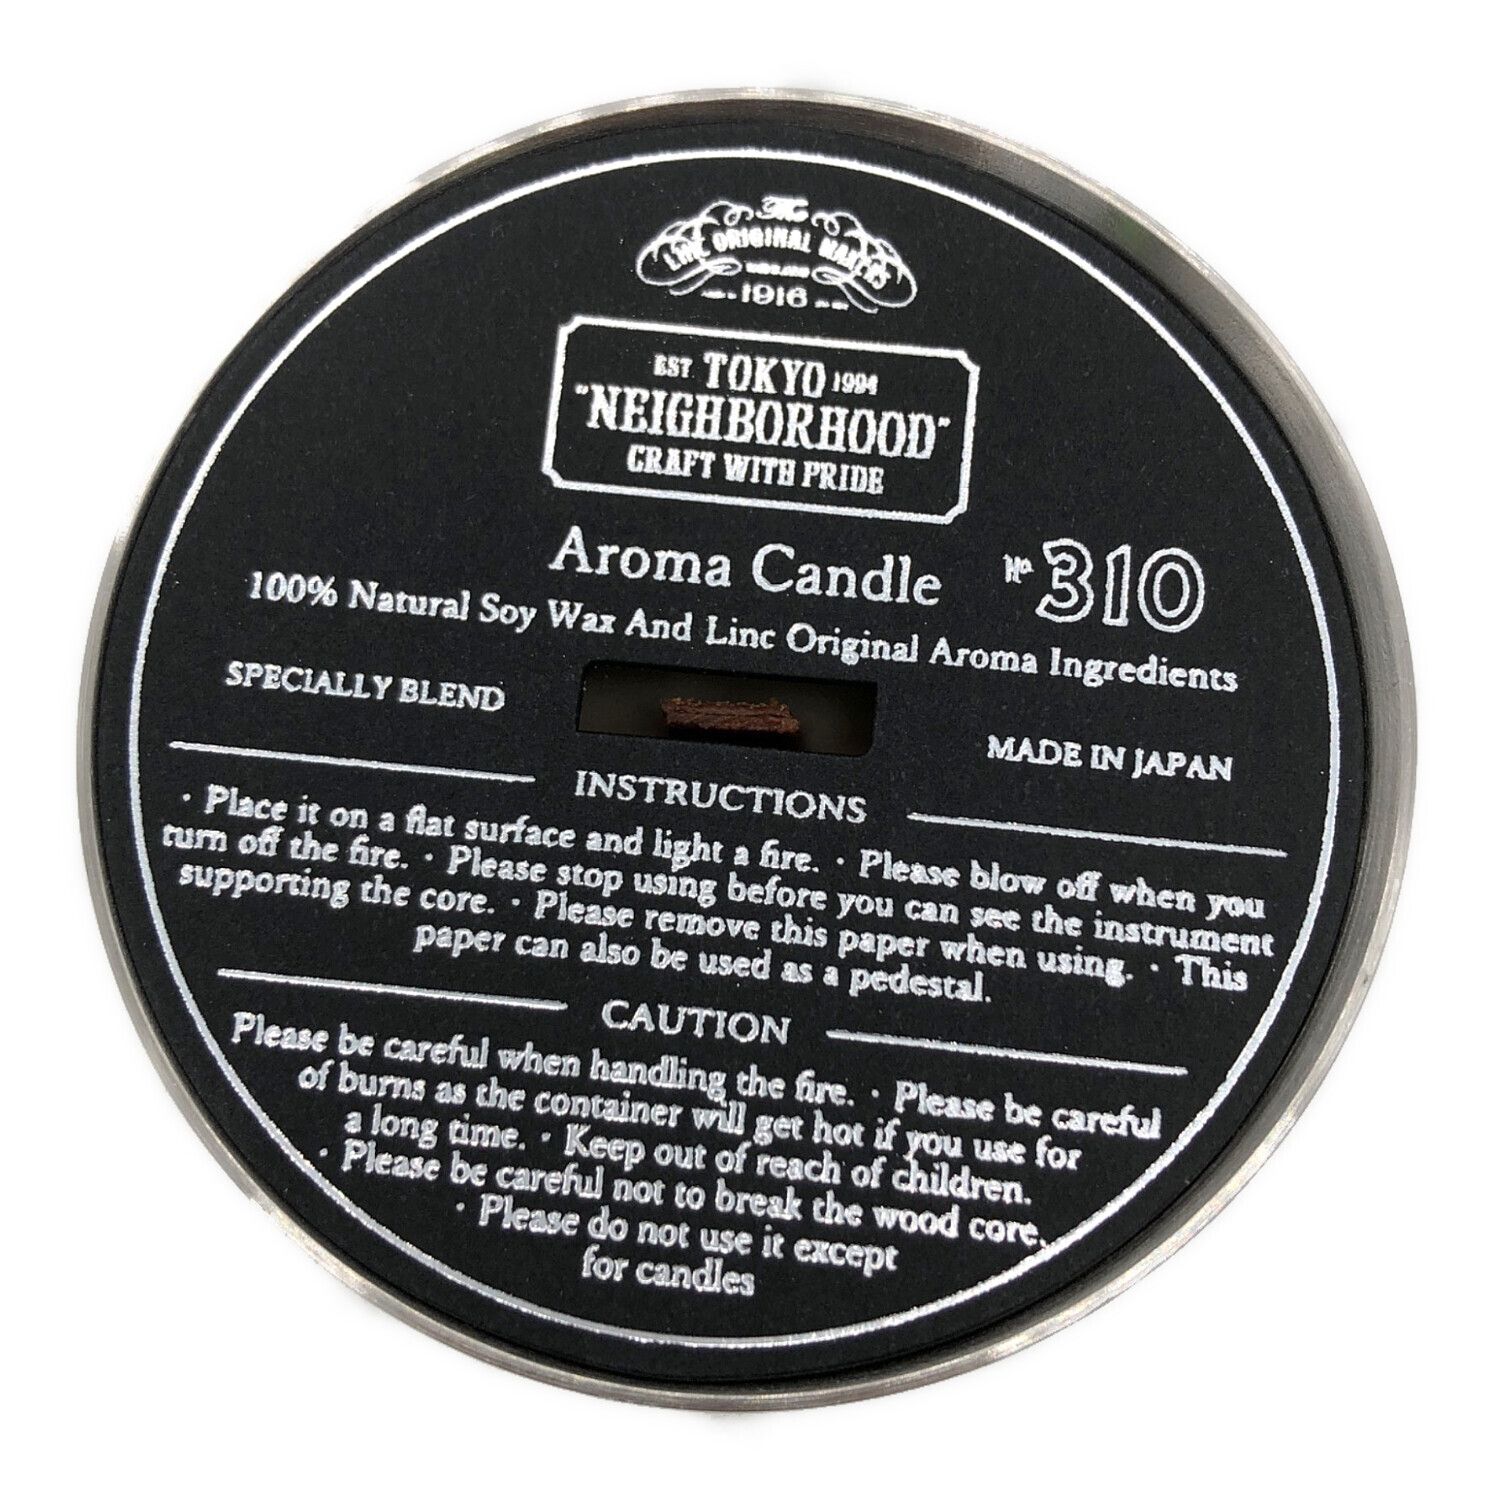 The
LINC ORIGINAL MAKERS
1916
EST TOKYO 1994
"NEIGHBORHOOD"
CRAFT WITH PRIDE
Aroma Candle No. 310
100% Natural Soy Wax And Linc Original Aroma Ingredients
SPECIALLY BLEND
MADE IN JAPAN
INSTRUCTIONS
· Place it on a flat surface and light a fire. · Please blow off when you
turn off the fire. · Please stop using before you can see the instrument
supporting the core. · Please remove this paper when using. · This
paper can also be used as a pedestal.
CAUTION
Please be careful when handling the fire. · Please be careful
of burns as the container will get hot if you use for
a long time. · Keep out of reach of children.
· Please be careful not to break the wood core.
· Please do not use it except
for candles